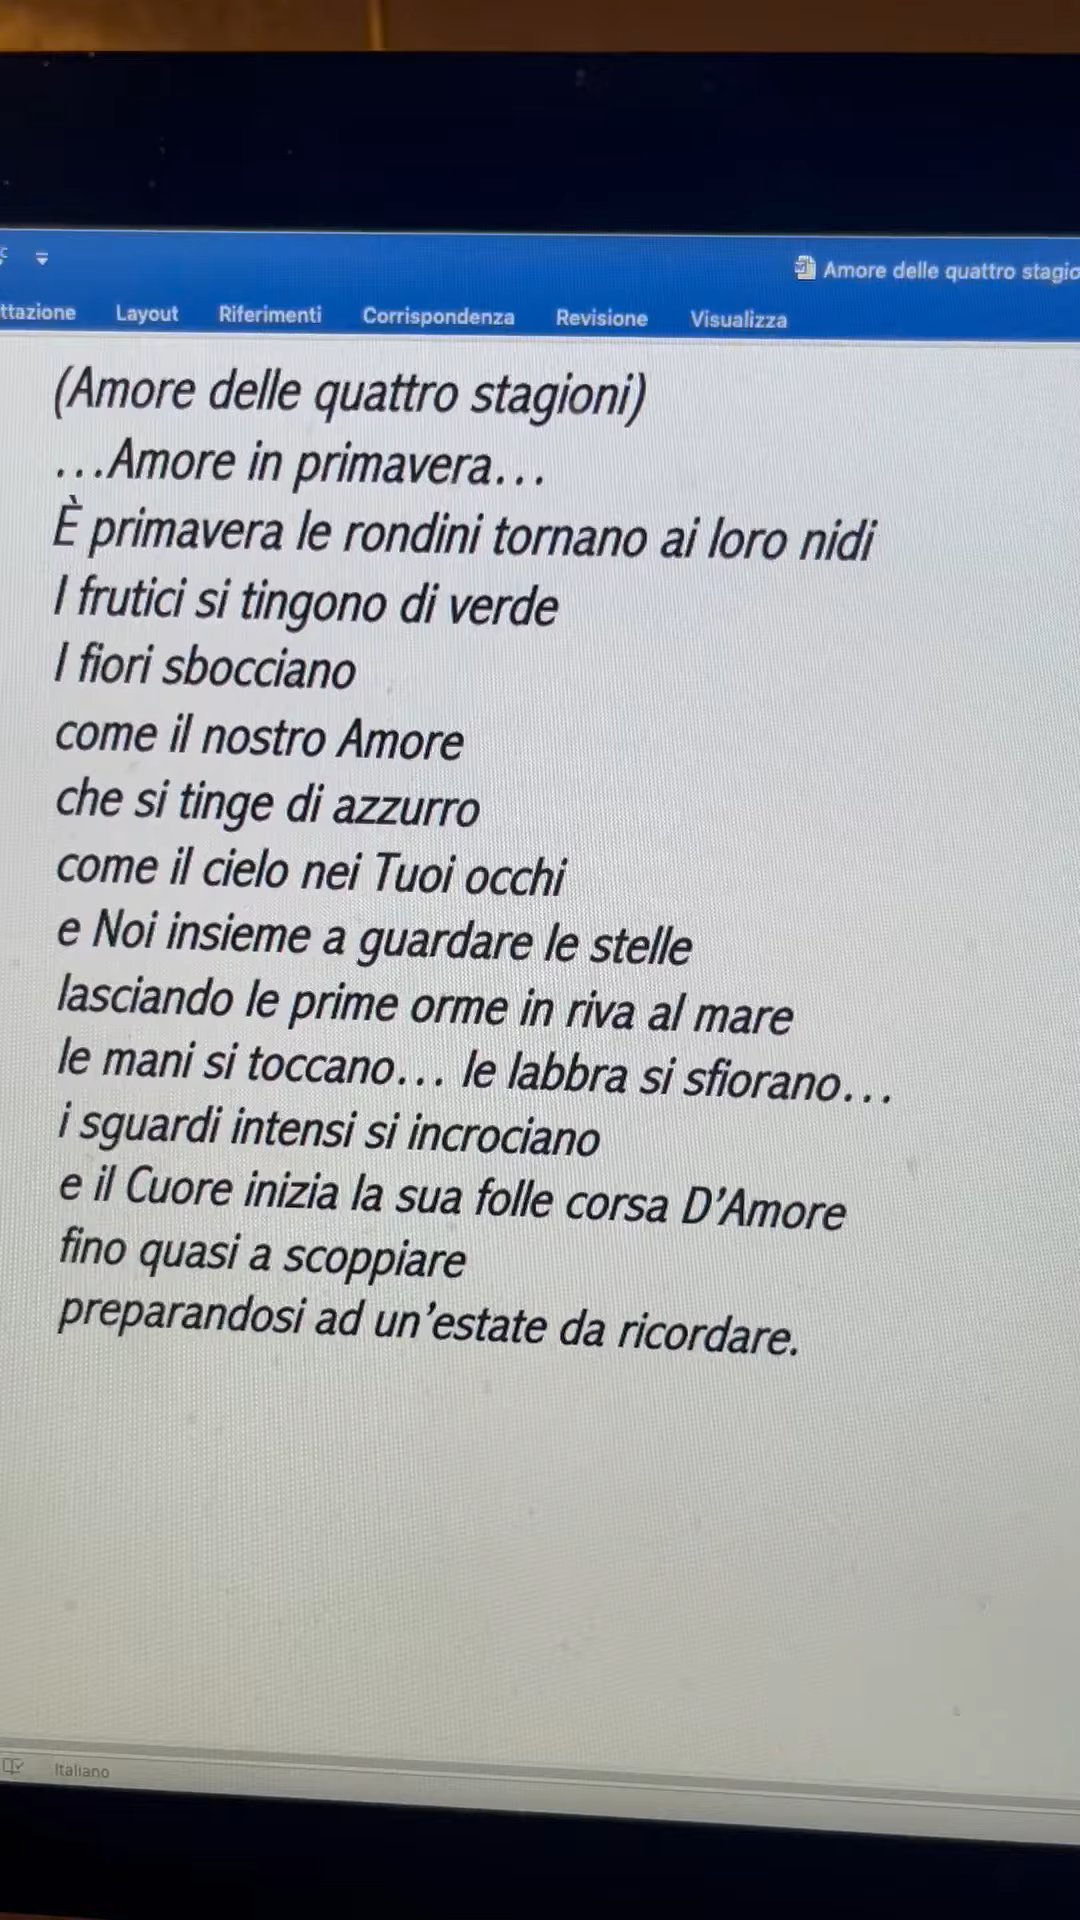 Amore delle quattro
Layout Riferimenti Corrispondenza Revisione Visualizza
(Amore delle quattro stagioni)
...Amore in primavera...
È primavera le rondini tornano ai loro nidi
I frutici si tingono di verde
I fiori sbocciano
come il nostro Amore
che si tinge di azzurro
come il cielo nei Tuoi occhi
e Noi insieme a guardare le stelle
lasciando le prime orme in riva al mare
le mani si toccano... le labbra si sfiorano...
i sguardi intensi si incrociano
e il Cuore inizia la sua folle corsa D'Amore
fino quasi a scoppiare
preparandosi ad un'estate da ricordare.
Italiano